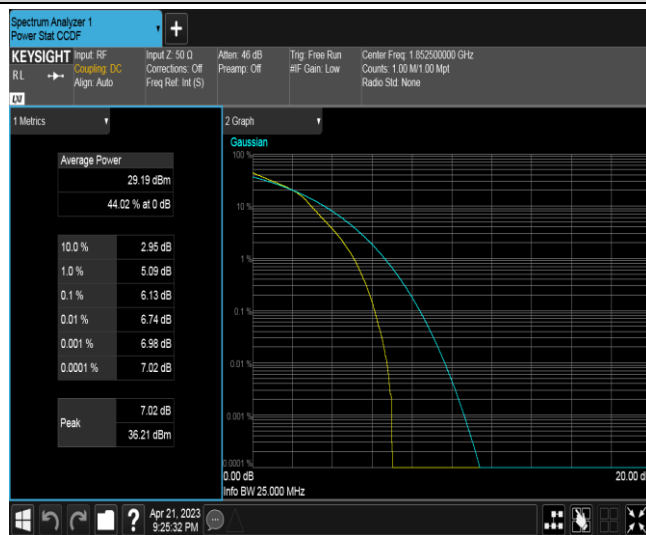 Spectrum Analyzer 1
Power Stat CCDF
KEYSIGHT
RL
LXI
Input: RF
Coupling: DC
Align: Auto
Input Z: 50 Ω
Corrections: Off
Freq Ref: Int (S)
Atten: 46 dB
Preamp: Off
Trig: Free Run
#IF Gain: Low
Center Freq: 1.852500000 GHz
Counts: 1.00 M/1.00 Mpt
Radio Std: None
1 Metrics
Average Power
29.19 dBm
44.02 % at 0 dB
10.0 % 2.95 dB
1.0 % 5.09 dB
0.1 % 6.13 dB
0.01 % 6.74 dB
0.001 % 6.98 dB
0.0001 % 7.02 dB
Peak
7.02 dB
36.21 dBm
2 Graph
Gaussian
100 %
10 %
1 %
0.1 %
0.01 %
0.001 %
0.0001 %
0.00 dB 20.00 d
Info BW 25.000 MHz
?
Apr 21, 2023
9:25:32 PM